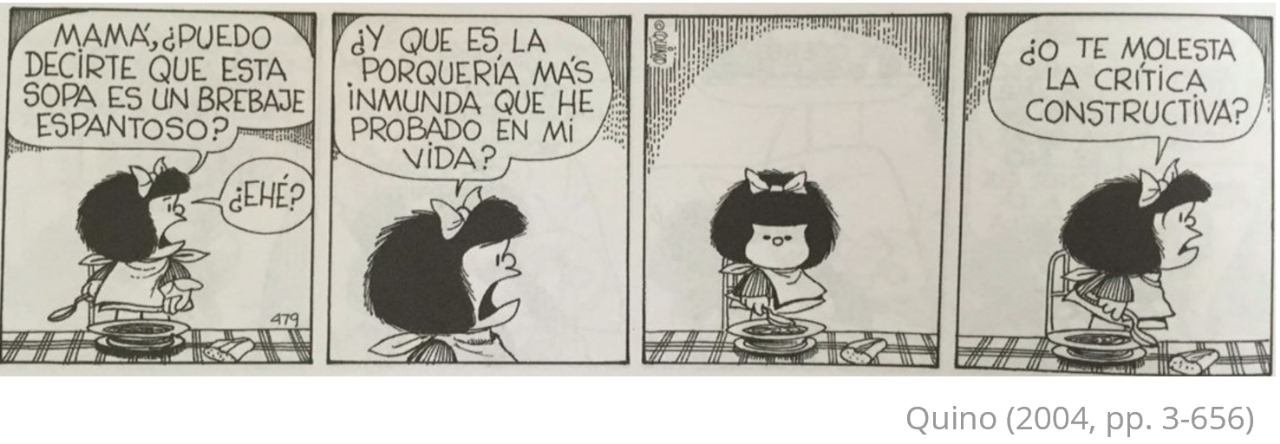 MAMÁ, ¿PUEDO
DECIRTE QUE ESTA
SOPA ES UN BREBAJE
ESPANTOSO?
¿EHÉ?
479
¿Y QUE ES LA
PORQUERÍA MÁS
INMUNDA QUE HE
PROBADO EN MI
VIDA?
©QUINO
¿O TE MOLESTA
LA CRÍTICA
CONSTRUCTIVA?
Quino (2004, pp. 3-656)